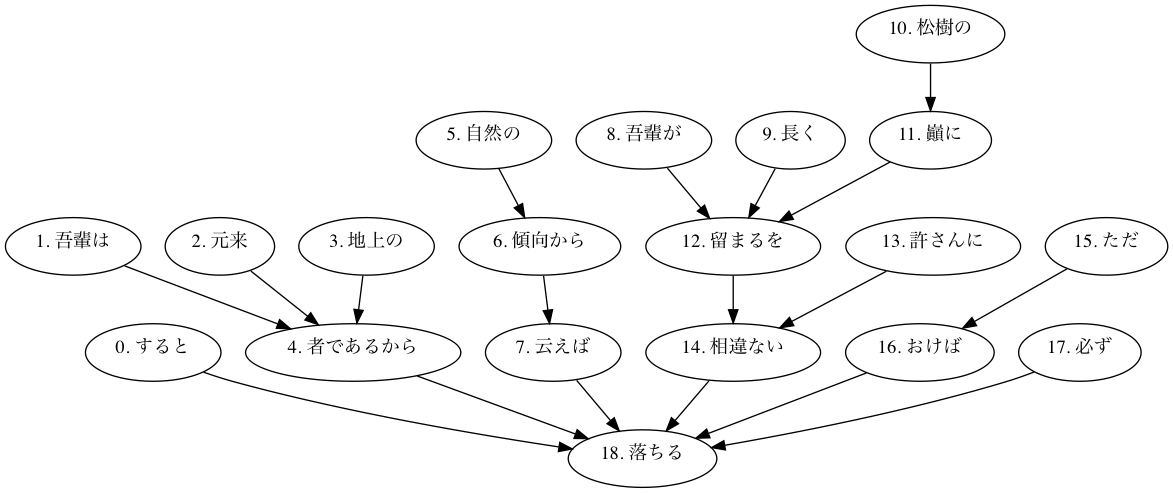 10. 松樹の
5. 自然の
8. 吾輩が
9. 長く
11. 巓に
1. 吾輩は
2. 元来
3. 地上の
6. 傾向から
12. 留まるを
13. 許さんに
15. ただ
0. すると
4. 者であるから
7. 云えば
14. 相違ない
16. おけば
17. 必ず
18. 落ちる